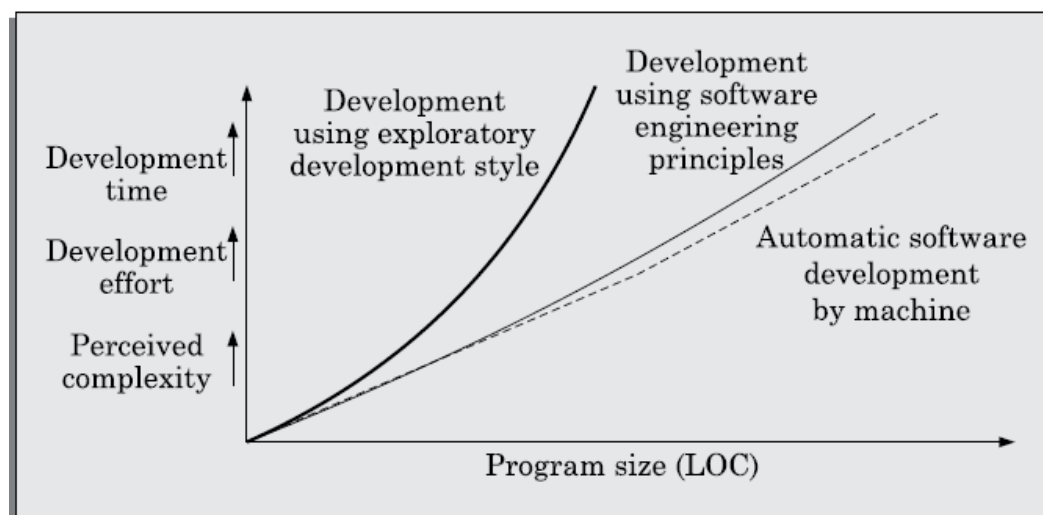 Development
using exploratory
development style
Development
using software
engineering
principles
Development
time
Development
effort
Perceived
complexity
Automatic software
development
by machine
Program size (LOC)